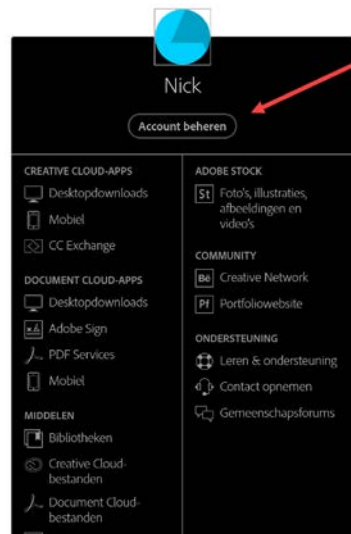 Nick
Account beheren
CREATIVE CLOUD-APPS
Desktopdownloads
Mobiel
CC Exchange
DOCUMENT CLOUD-APPS
Desktopdownloads
Adobe Sign
PDF Services
Mobiel
MIDDELEN
Bibliotheken
Creative Cloud-
bestanden
Document Cloud-
bestanden
ADOBE STOCK
St Foto's, illustraties,
afbeeldingen en
video's
COMMUNITY
Bē Creative Network
Pf Portfoliowebsite
ONDERSTEUNING
Leren & ondersteuning
Contact opnemen
Gemeenschapsforums